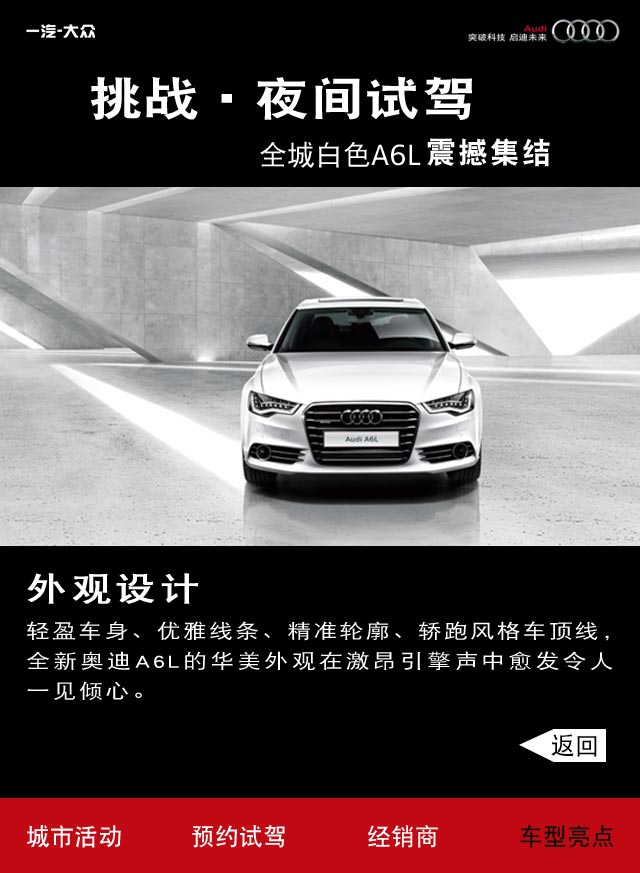 一汽-大众
Audi
突破科技 启迪未来
挑战·夜间试驾
全城白色A6L震撼集结
Audi A6L
外观设计
轻盈车身、优雅线条、精准轮廓、轿跑风格车顶线，
全新奥迪A6L的华美外观在激昂引擎声中愈发令人
一见倾心。
返回
城市活动 预约试驾 经销商 车型亮点